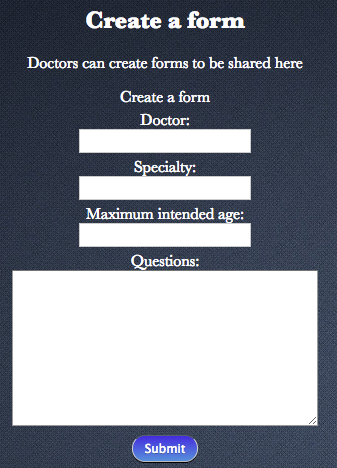 Create a form
Doctors can create forms to be shared here
Create a form
Doctor:
Specialty:
Maximum intended age:
Questions:
Submit